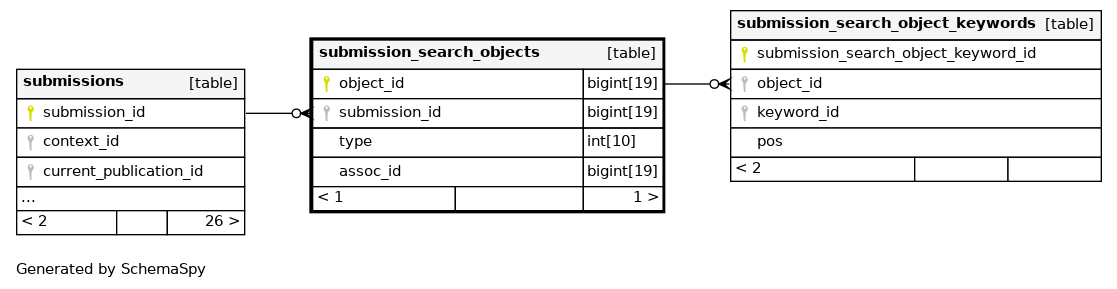 submissions [table]
submission_id
context_id
current_publication_id
...
< 2 26 >
submission_search_objects [table]
object_id bigint[19]
submission_id bigint[19]
type int[10]
assoc_id bigint[19]
< 1 1 >
submission_search_object_keywords [table]
submission_search_object_keyword_id
object_id
keyword_id
pos
< 2
Generated by SchemaSpy